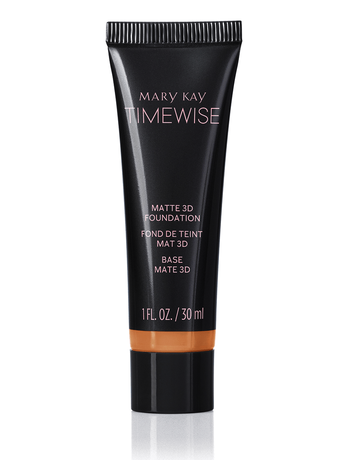 MARY KAY
TIMEWISE
MATTE 3D
FOUNDATION
FOND DE TEINT
MAT 3D
BASE
MATE 3D
1 FL. OZ. / 30 ml